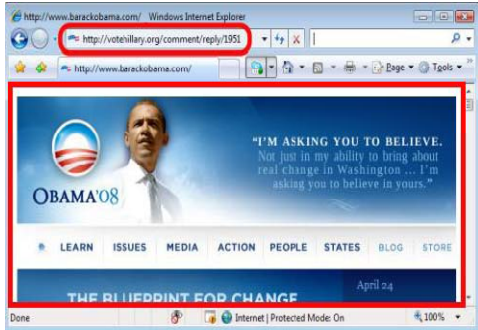 http://www.barackobama.com/ Windows Internet Explorer
http://votehillary.org/comment/reply/1951
http://www.barackobama.com/
Page Tools
"I'M ASKING YOU TO BELIEVE.
Not just in my ability to bring about
real change in Washington ... I'm
asking you to believe in yours."
OBAMA'08
LEARN ISSUES MEDIA ACTION PEOPLE STATES BLOG STORE
April 24
THE BLUEPRINT FOR CHANGE
Done Internet | Protected Mode: On 100%